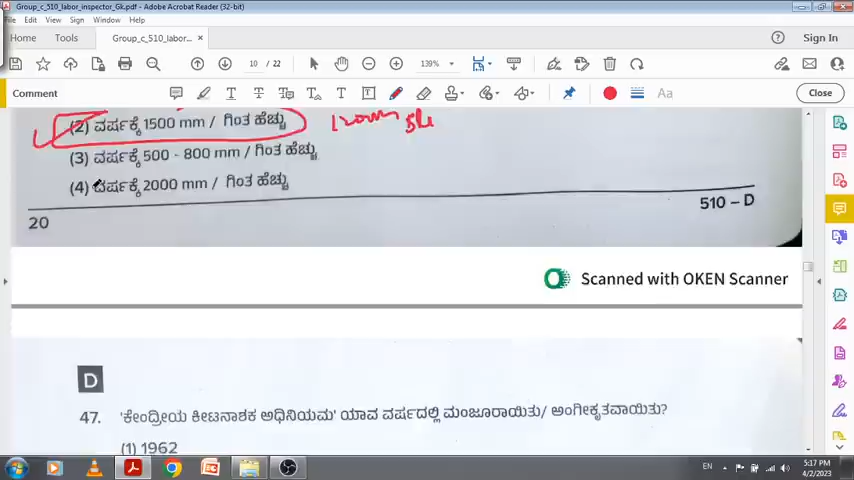 Group_c_510_labor_inspector_Gk.pdf - Adobe Acrobat Reader (32-bit)
File Edit View Sign Window Help
Home Tools Group_c_510_labor... × Sign In
10 / 22 139%
Comment Aa Close
(2) ವರ್ಷಕ್ಕೆ 1500 mm / ಗಿಂತ ಹೆಚ್ಚು
(3) ವರ್ಷಕ್ಕೆ 500 - 800 mm / ಗಿಂತ ಹೆಚ್ಚು
(4) ವರ್ಷಕ್ಕೆ 2000 mm / ಗಿಂತ ಹೆಚ್ಚು
510 – D
20
Scanned with OKEN Scanner
D
47. 'ಕೇಂದ್ರೀಯ ಕೀಟನಾಶಕ ಅಧಿನಿಯಮ' ಯಾವ ವರ್ಷದಲ್ಲಿ ಮಂಜೂರಾಯಿತು/ ಅಂಗೀಕೃತವಾಯಿತು?
(1) 1962
EN 5:17 PM
4/2/2023